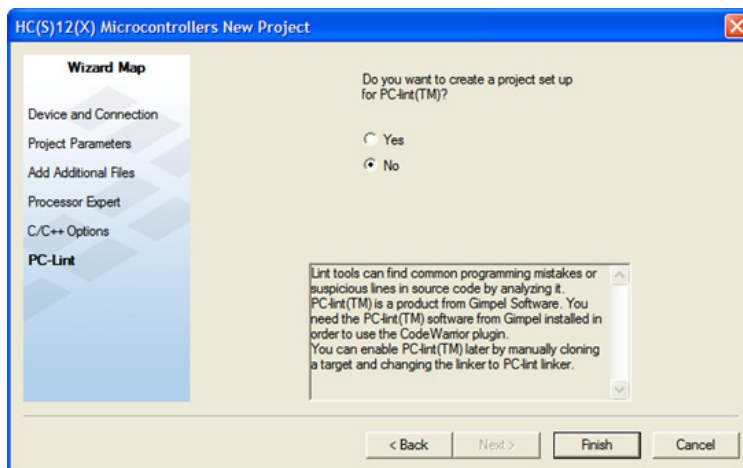 HC(S)12(X) Microcontrollers New Project
Wizard Map
Device and Connection
Project Parameters
Add Additional Files
Processor Expert
C/C++ Options
PC-Lint
Do you want to create a project set up
for PC-lint(TM)?
Yes
No
Lint tools can find common programming mistakes or
suspicious lines in source code by analyzing it.
PC-lint(TM) is a product from Gimpel Software. You
need the PC-lint(TM) software from Gimpel installed in
order to use the CodeWarrior plugin.
You can enable PC-lint(TM) later by manually cloning
a target and changing the linker to PC-lint linker.
< Back
Next >
Finish
Cancel